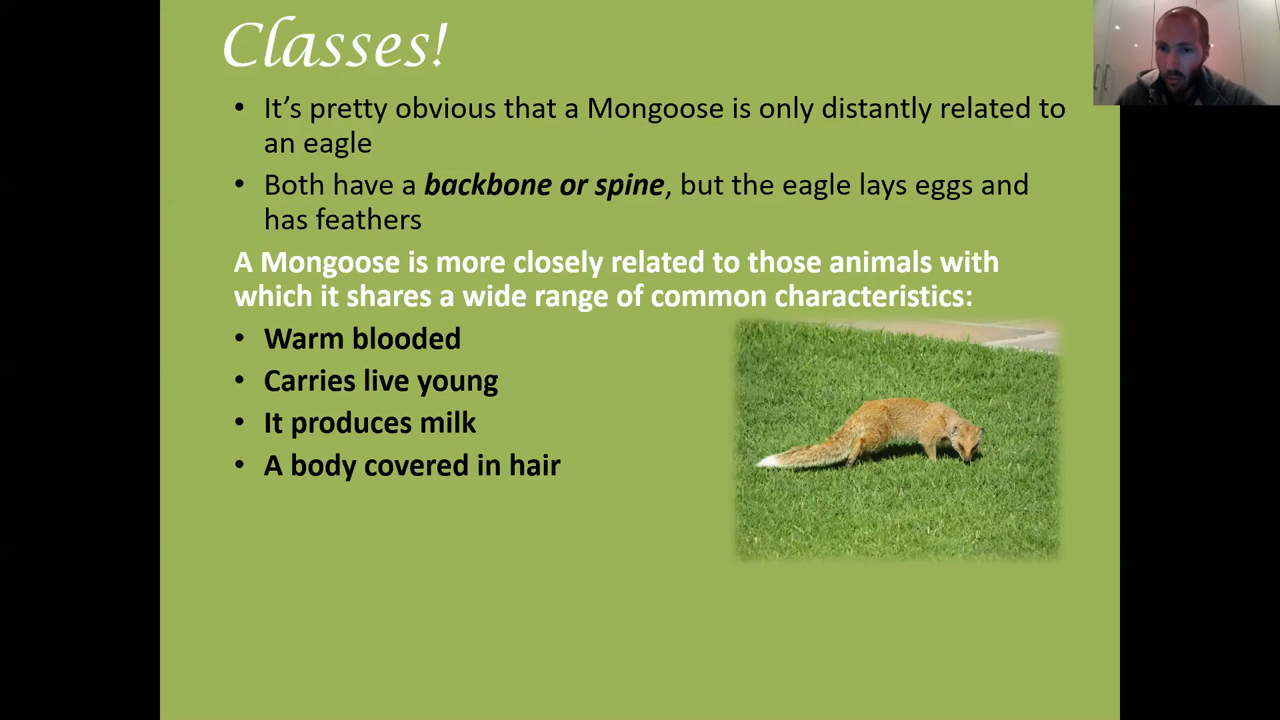 Classes!
• It’s pretty obvious that a Mongoose is only distantly related to
an eagle
• Both have a backbone or spine, but the eagle lays eggs and
has feathers
A Mongoose is more closely related to those animals with
which it shares a wide range of common characteristics:
• Warm blooded
• Carries live young
• It produces milk
• A body covered in hair